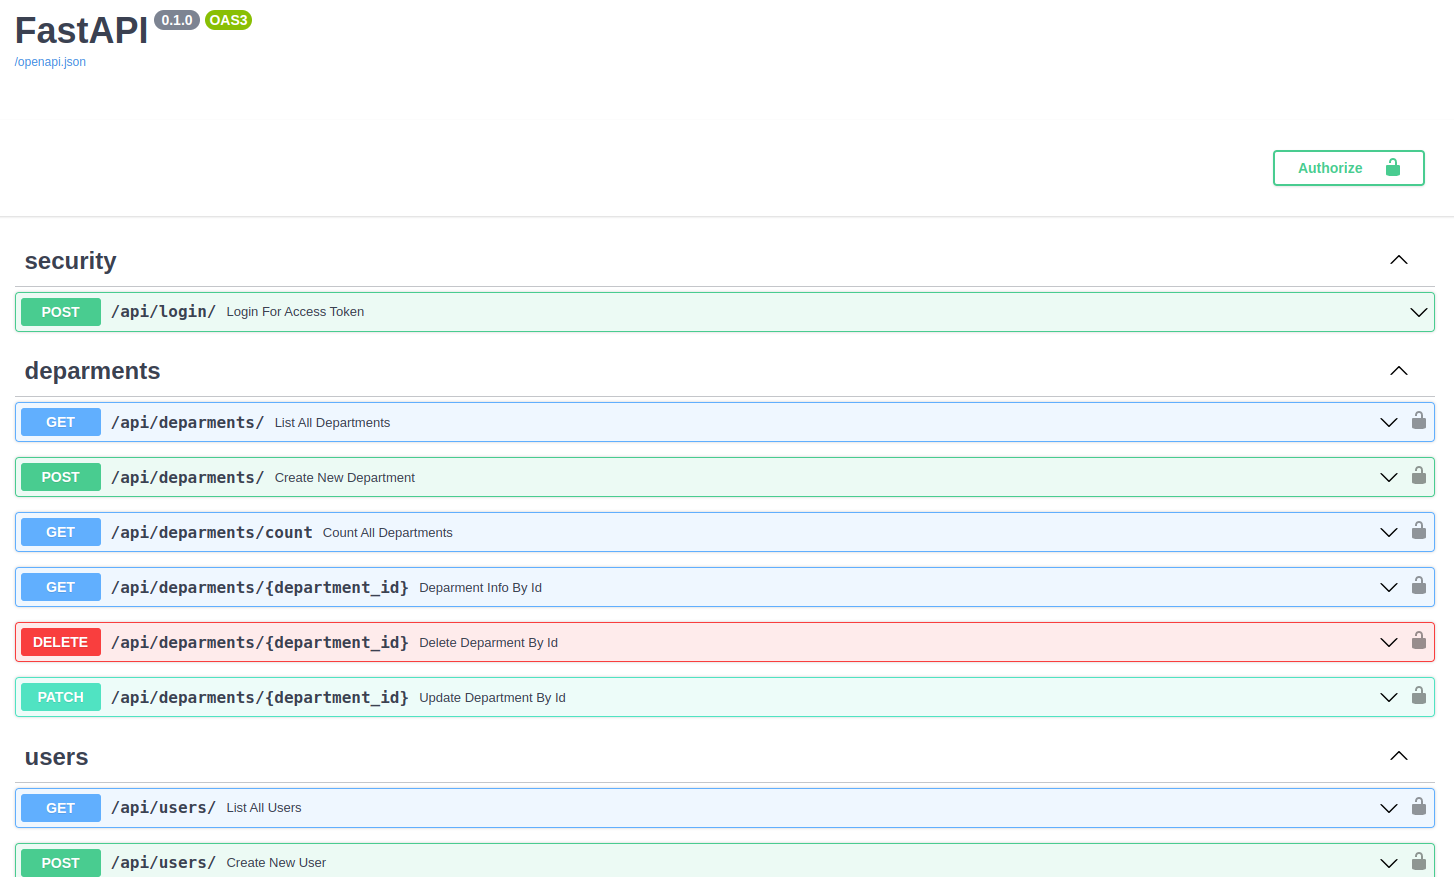 FastAPI 0.1.0 OAS3
/openapi.json
Authorize
security
POST /api/login/ Login For Access Token
deparments
GET /api/deparments/ List All Departments
POST /api/deparments/ Create New Department
GET /api/deparments/count Count All Departments
GET /api/deparments/{department_id} Deparment Info By Id
DELETE /api/deparments/{department_id} Delete Deparment By Id
PATCH /api/deparments/{department_id} Update Department By Id
users
GET /api/users/ List All Users
POST /api/users/ Create New User